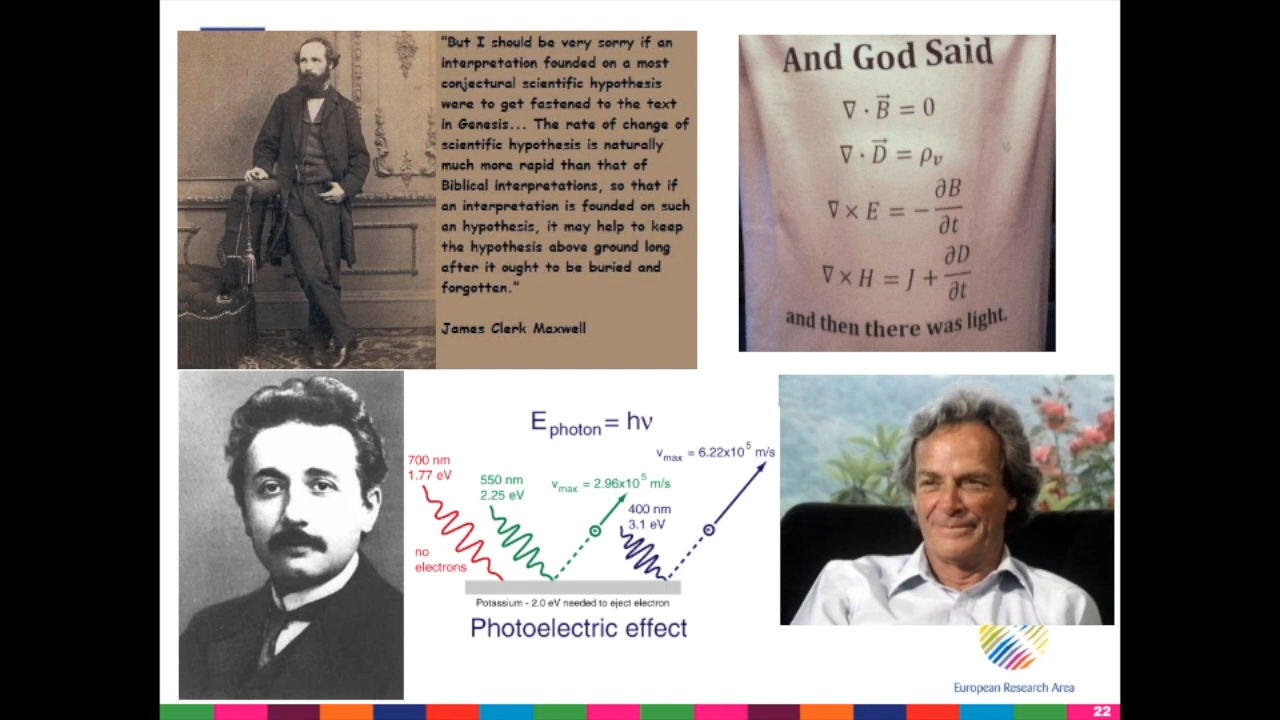 "But I should be very sorry if an
interpretation founded on a most
conjectural scientific hypothesis
were to get fastened to the text
in Genesis... The rate of change of
scientific hypothesis is naturally
much more rapid than that of
Biblical interpretations, so that if
an interpretation is founded on such
an hypothesis, it may help to keep
the hypothesis above ground long
after it ought to be buried and
forgotten."
James Clerk Maxwell
And God Said
∇ · B⃗ = 0
∇ · D⃗ = ρᵥ
∇ × E = −∂B/∂t
∇ × H = J + ∂D/∂t
and then there was light.
E photon = hν
700 nm
1.77 eV
550 nm
2.25 eV
vmax = 2.96x10⁵ m/s
vmax = 6.22x10⁵ m/s
400 nm
3.1 eV
no
electrons
Potassium - 2.0 eV needed to eject electron
Photoelectric effect
European Research Area
22